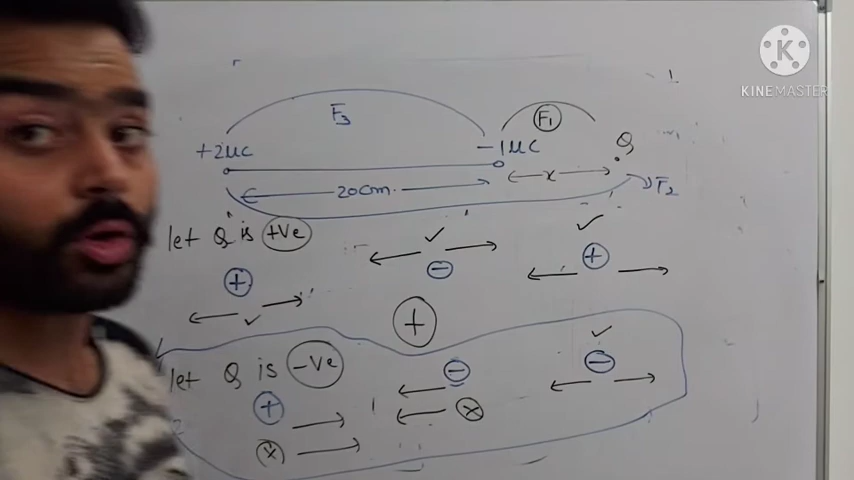 K
KINEMASTER
F3
F1
+2μc
-1μC
Q
x
20cm.
F2
let Q is +Ve
+
-
+
+
let Q is -Ve
-
-
+
x
x